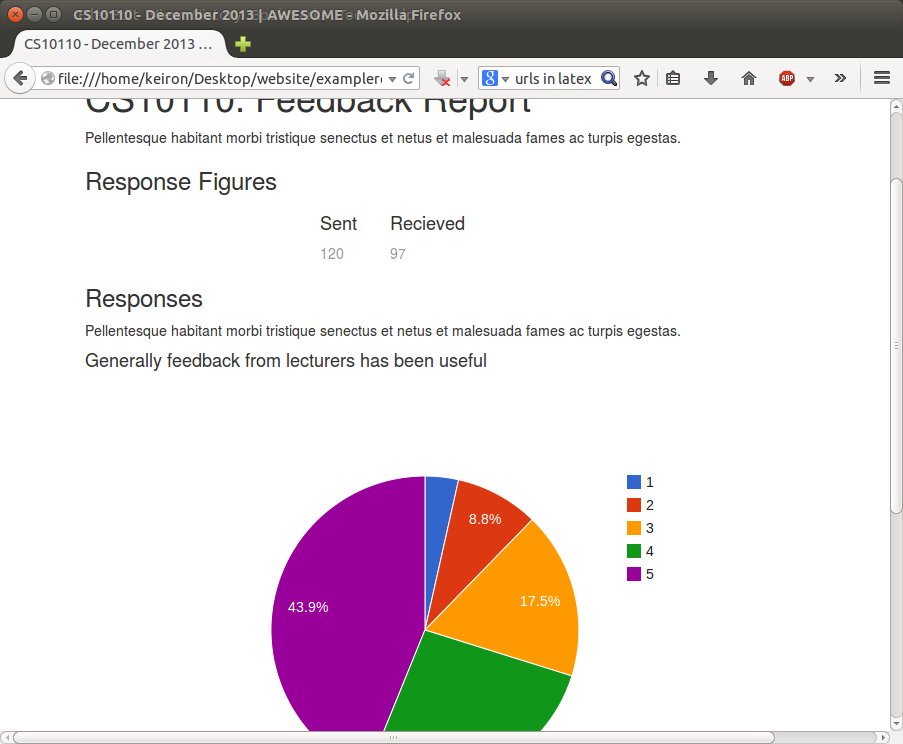 CS10110 - December 2013 | AWESOME - Mozilla Firefox
CS10110 - December 2013 ...
file:///home/keiron/Desktop/website/examplere
8
urls in latex
ABP
CS10110: Feedback Report
Pellentesque habitant morbi tristique senectus et netus et malesuada fames ac turpis egestas.
Response Figures
Sent Recieved
120 97
Responses
Pellentesque habitant morbi tristique senectus et netus et malesuada fames ac turpis egestas.
Generally feedback from lecturers has been useful
1
2
3
4
5
8.8%
17.5%
43.9%